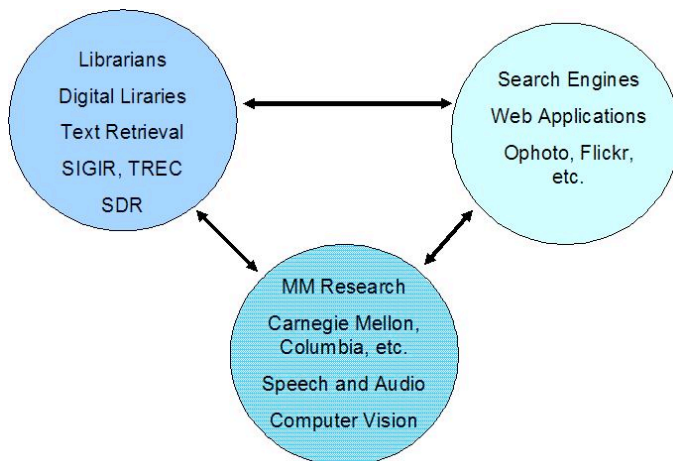 Librarians
Digital Liraries
Text Retrieval
SIGIR, TREC
SDR
Search Engines
Web Applications
Ophoto, Flickr,
etc.
MM Research
Carnegie Mellon,
Columbia, etc.
Speech and Audio
Computer Vision